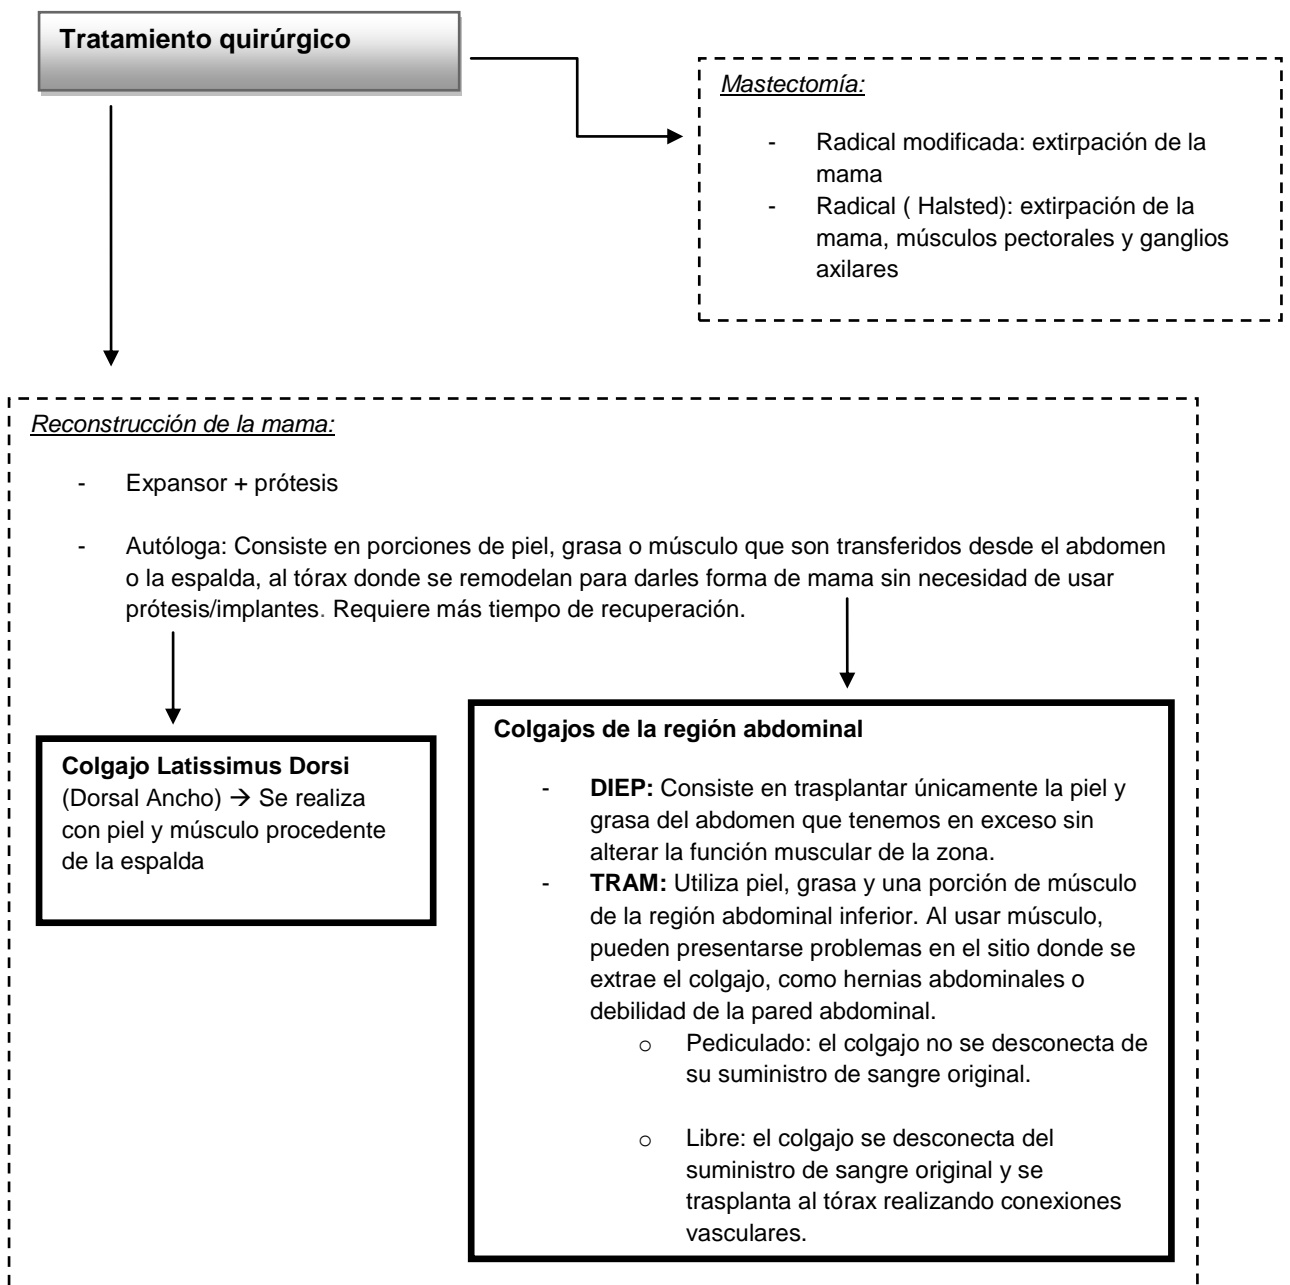 Tratamiento quirúrgico
Mastectomía:
- Radical modificada: extirpación de la
mama
- Radical ( Halsted): extirpación de la
mama, músculos pectorales y ganglios
axilares
Reconstrucción de la mama:
- Expansor + prótesis
- Autóloga: Consiste en porciones de piel, grasa o músculo que son transferidos desde el abdomen
o la espalda, al tórax donde se remodelan para darles forma de mama sin necesidad de usar
prótesis/implantes. Requiere más tiempo de recuperación.
Colgajo Latissimus Dorsi
(Dorsal Ancho) → Se realiza
con piel y músculo procedente
de la espalda
Colgajos de la región abdominal
- DIEP: Consiste en trasplantar únicamente la piel y
grasa del abdomen que tenemos en exceso sin
alterar la función muscular de la zona.
- TRAM: Utiliza piel, grasa y una porción de músculo
de la región abdominal inferior. Al usar músculo,
pueden presentarse problemas en el sitio donde se
extrae el colgajo, como hernias abdominales o
debilidad de la pared abdominal.
o Pediculado: el colgajo no se desconecta de
su suministro de sangre original.
o Libre: el colgajo se desconecta del
suministro de sangre original y se
trasplanta al tórax realizando conexiones
vasculares.